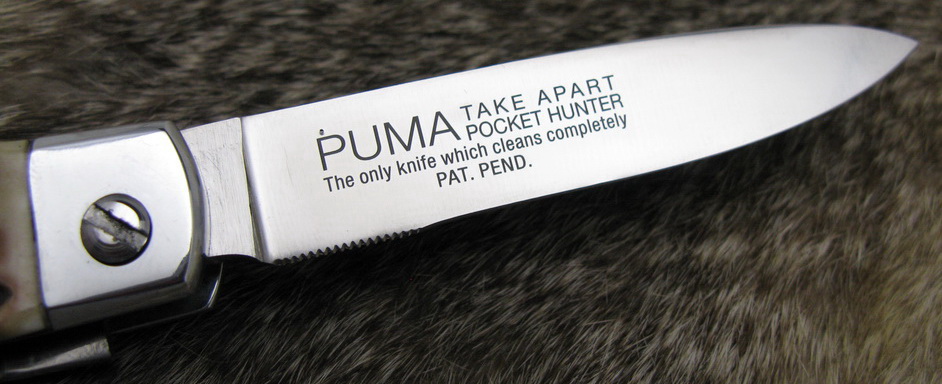 PUMA TAKE APART
POCKET HUNTER
The only knife which cleans completely
PAT. PEND.